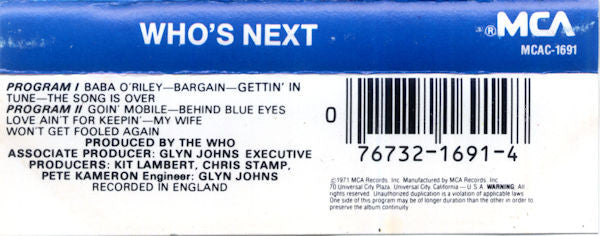 WHO'S NEXT
®MCA
MCAC-1691
PROGRAM I BABA O'RILEY—BARGAIN—GETTIN' IN
TUNE—THE SONG IS OVER
PROGRAM II GOIN' MOBILE—BEHIND BLUE EYES
LOVE AIN'T FOR KEEPIN'—MY WIFE
WON'T GET FOOLED AGAIN
PRODUCED BY THE WHO
ASSOCIATE PRODUCER: GLYN JOHNS EXECUTIVE
PRODUCERS: KIT LAMBERT, CHRIS STAMP,
PETE KAMERON Engineer: GLYN JOHNS
RECORDED IN ENGLAND
0 76732-1691-4
©1971 MCA Records, Inc. Manufactured by MCA Records, Inc.
70 Universal City Plaza, Universal City, California — U.S.A. WARNING: All
rights reserved. Unauthorized duplication is a violation of applicable laws.
One side of this program may be of longer duration than the other in order to
preserve the album continuity.